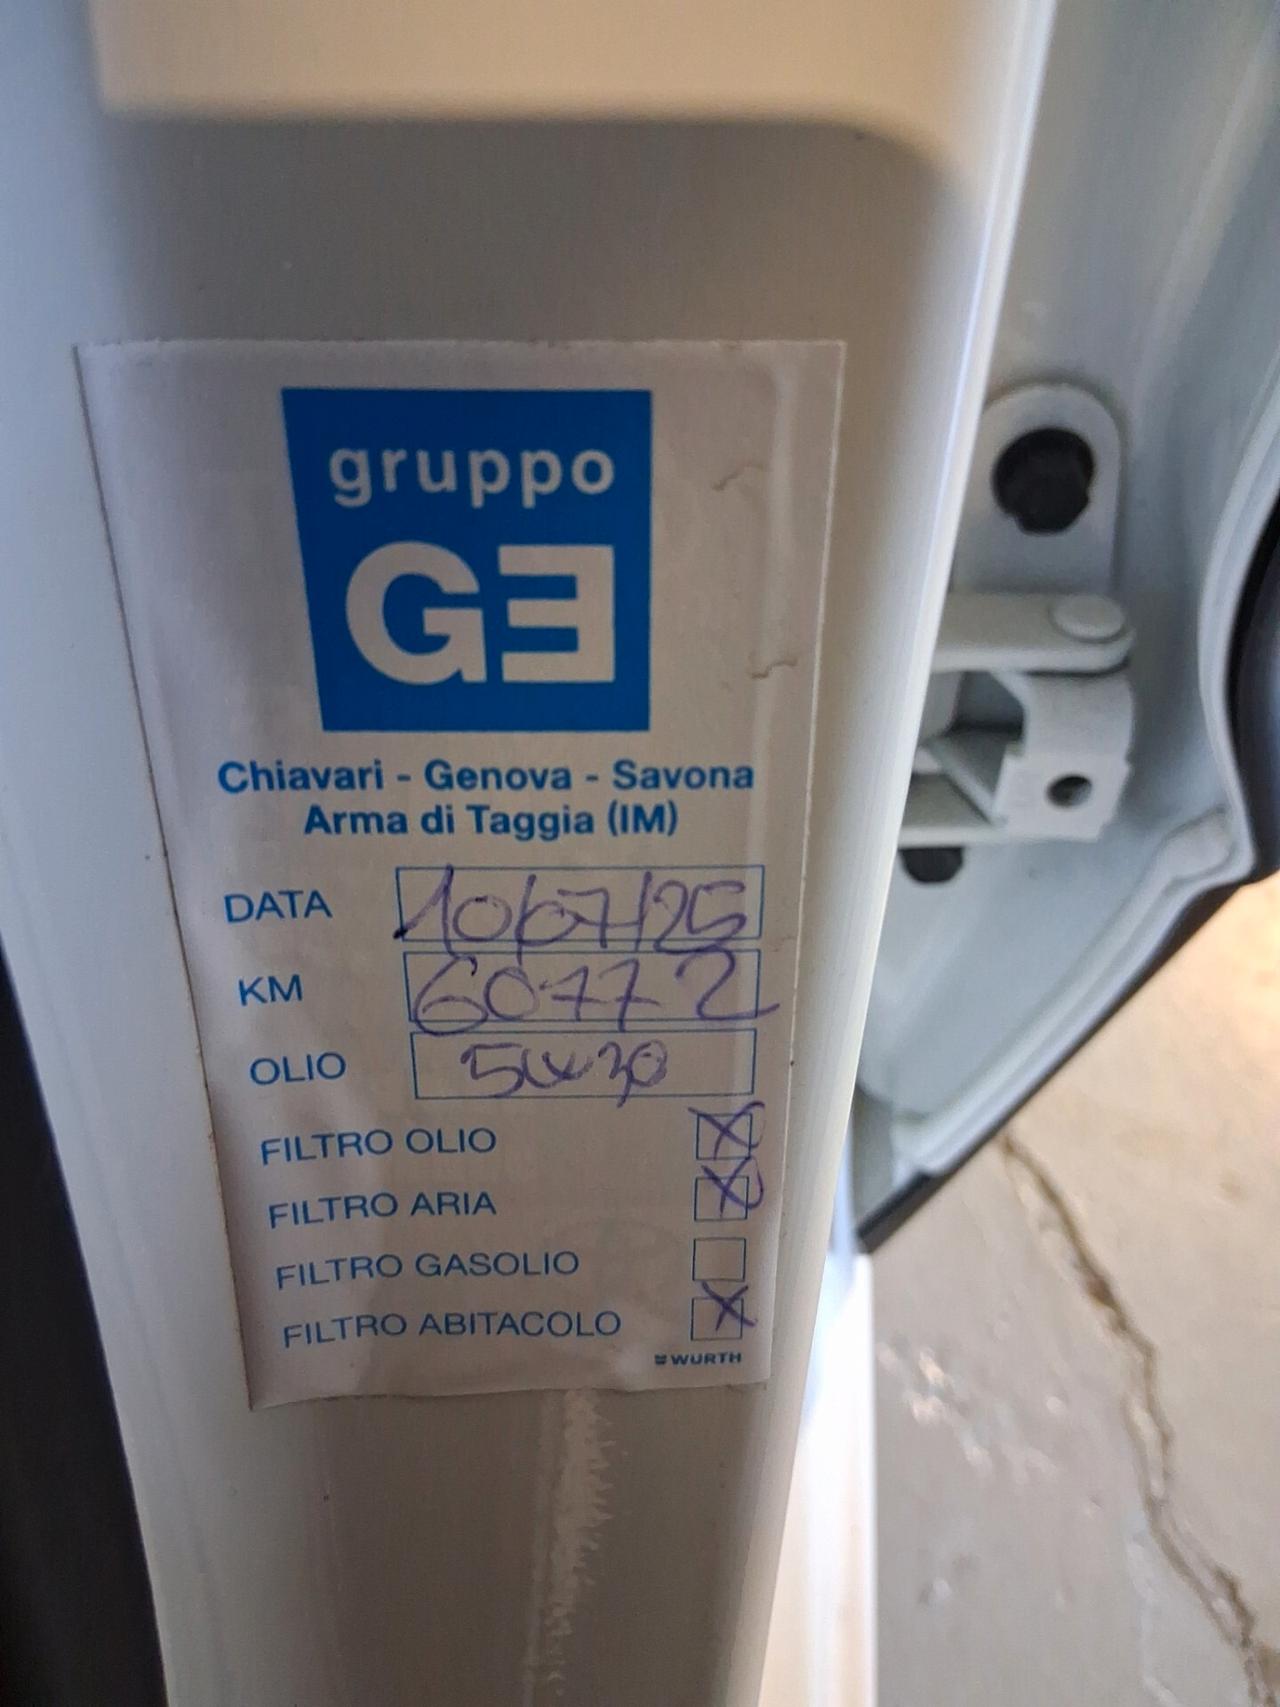 gruppo
GE
Chiavari - Genova - Savona
Arma di Taggia (IM)
DATA 10/07/25
KM 60772
OLIO 5W30
FILTRO OLIO X
FILTRO ARIA X
FILTRO GASOLIO
FILTRO ABITACOLO X
WURTH